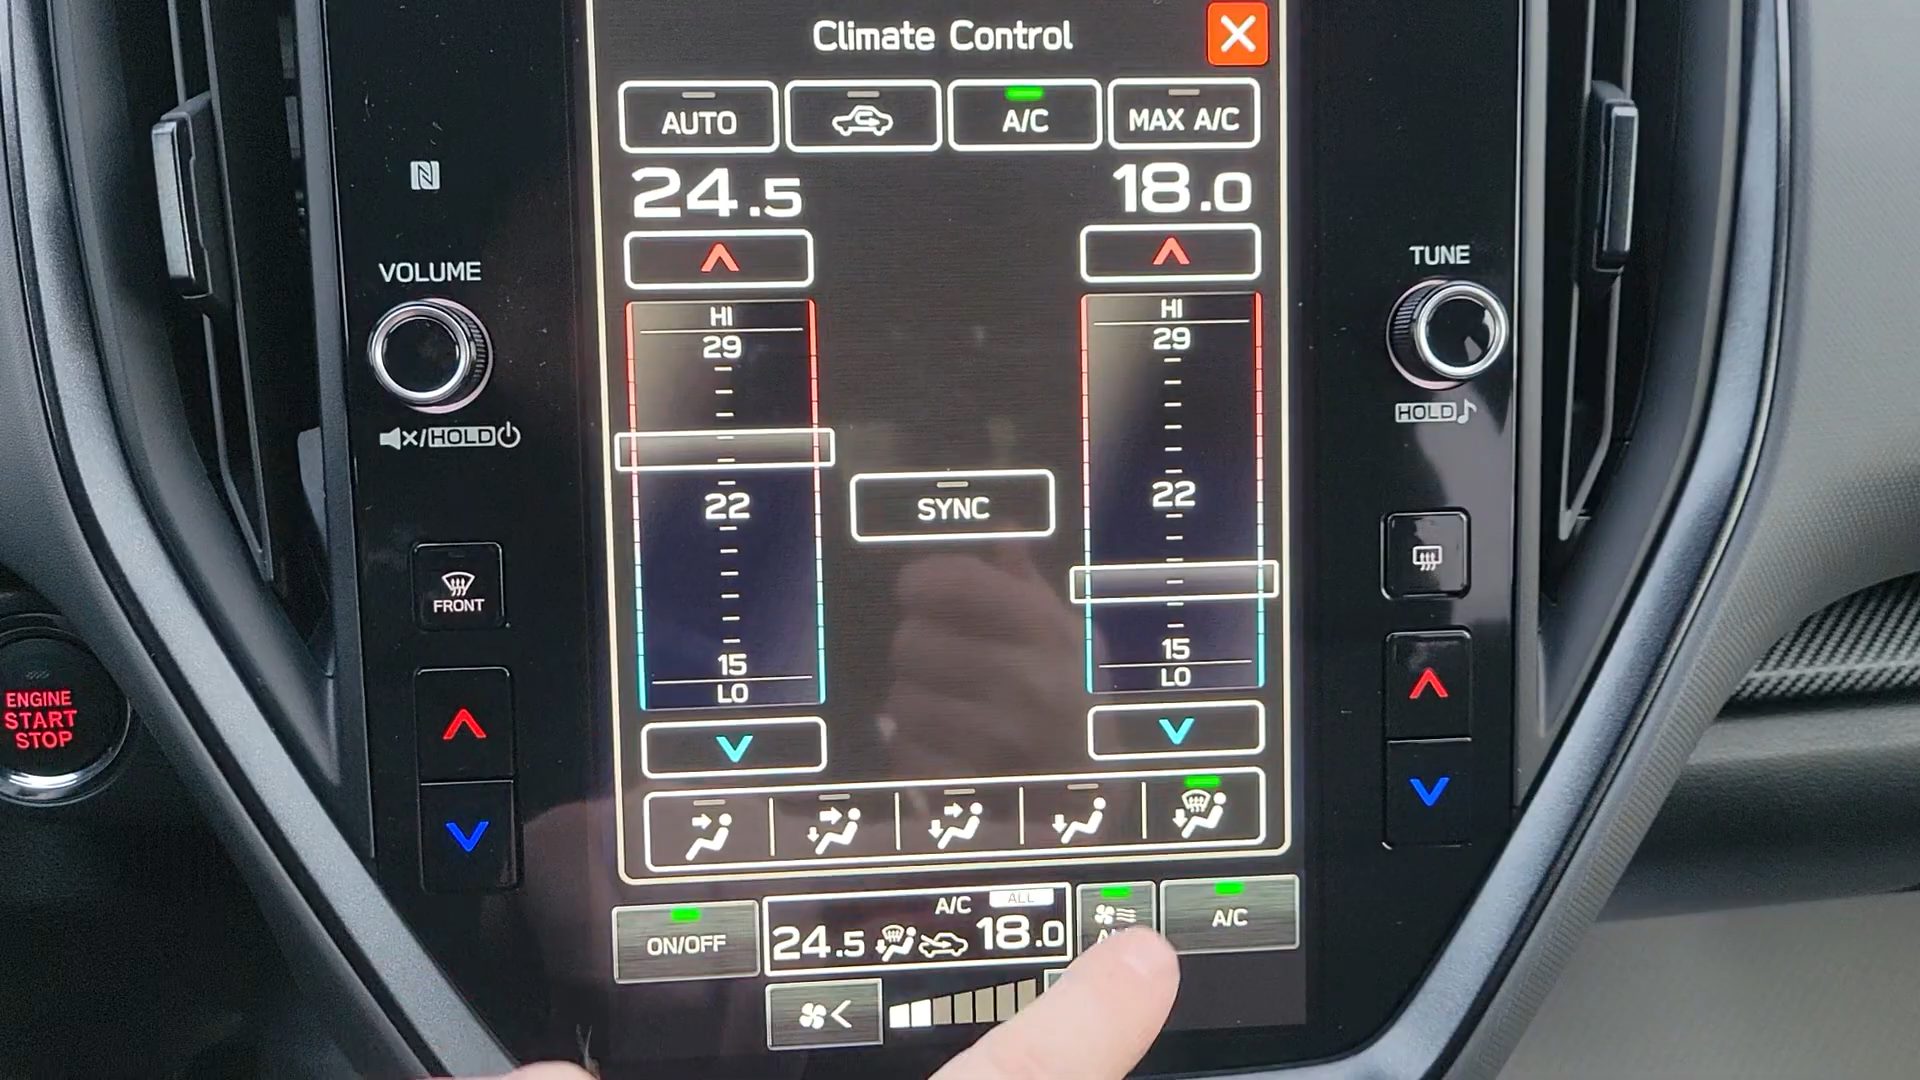 Climate Control
AUTO
A/C
MAX A/C
24.5
18.0
VOLUME
TUNE
HI
29
22
15
LO
HI
29
22
15
LO
HOLD
HOLD
SYNC
FRONT
ENGINE
START
STOP
ON/OFF
A/C
ALL
24.5
18.0
A/C